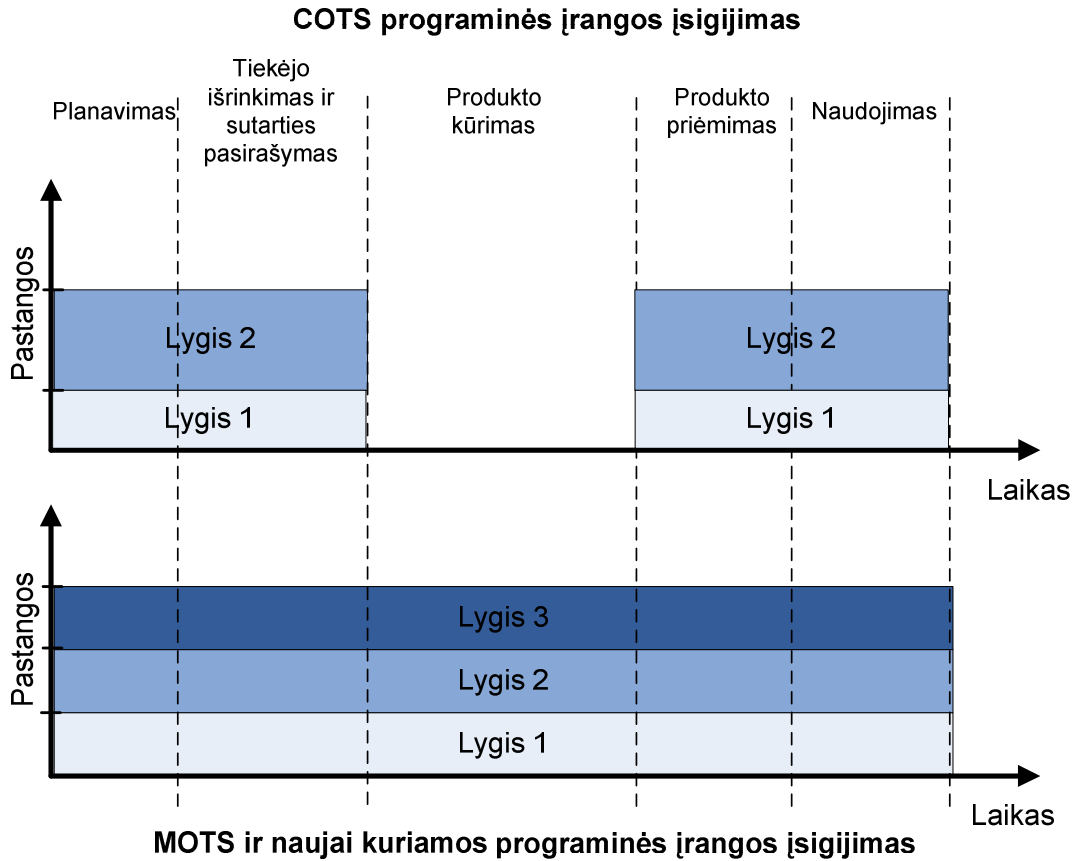 COTS programinės įrangos įsigijimas
Planavimas
Tiekėjo
išrinkimas ir
sutarties
pasirašymas
Produkto
kūrimas
Produkto
priėmimas
Naudojimas
Pastangos
Lygis 2
Lygis 2
Lygis 1
Lygis 1
Laikas
Pastangos
Lygis 3
Lygis 2
Lygis 1
Laikas
MOTS ir naujai kuriamos programinės įrangos įsigijimas